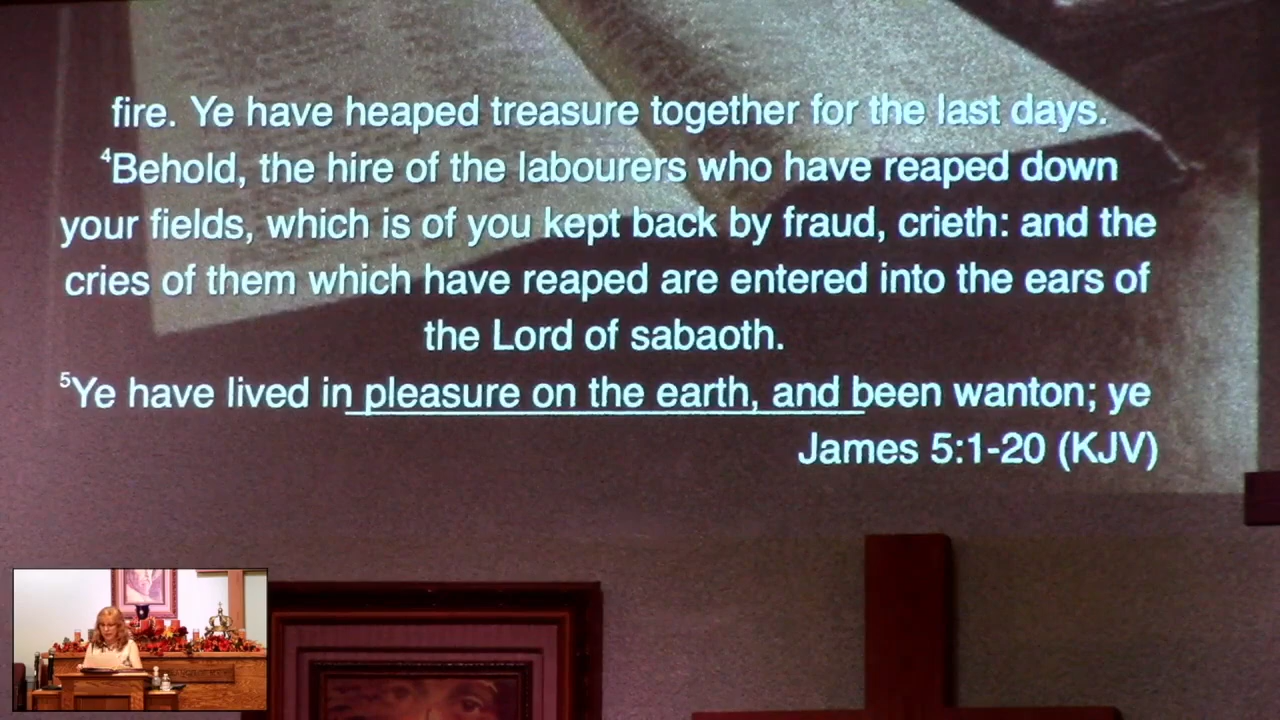 fire. Ye have heaped treasure together for the last days.
⁴Behold, the hire of the labourers who have reaped down
your fields, which is of you kept back by fraud, crieth: and the
cries of them which have reaped are entered into the ears of
the Lord of sabaoth.
⁵Ye have lived in pleasure on the earth, and been wanton; ye
James 5:1-20 (KJV)